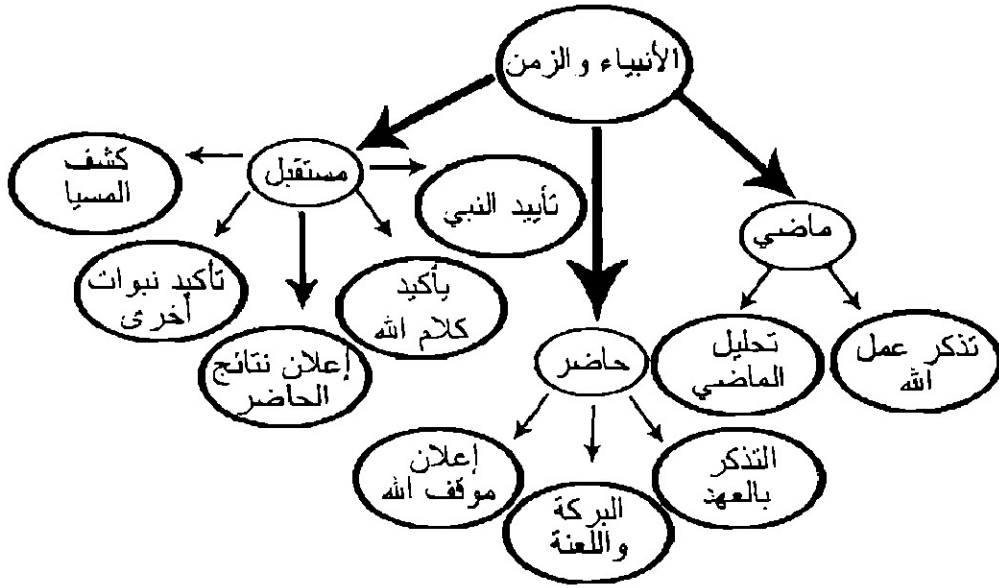 الأنبياء والزمن
ماضي
تذكر عمل
الله
تحليل
الماضي
حاضر
التذكر
بالعهد
البركة
واللعنة
إعلان
موقف الله
مستقبل
تأييد النبي
بأكيد
كلام الله
إعلان نتائج
الحاضر
تأكيد نبوات
أخرى
كشف
المسيا